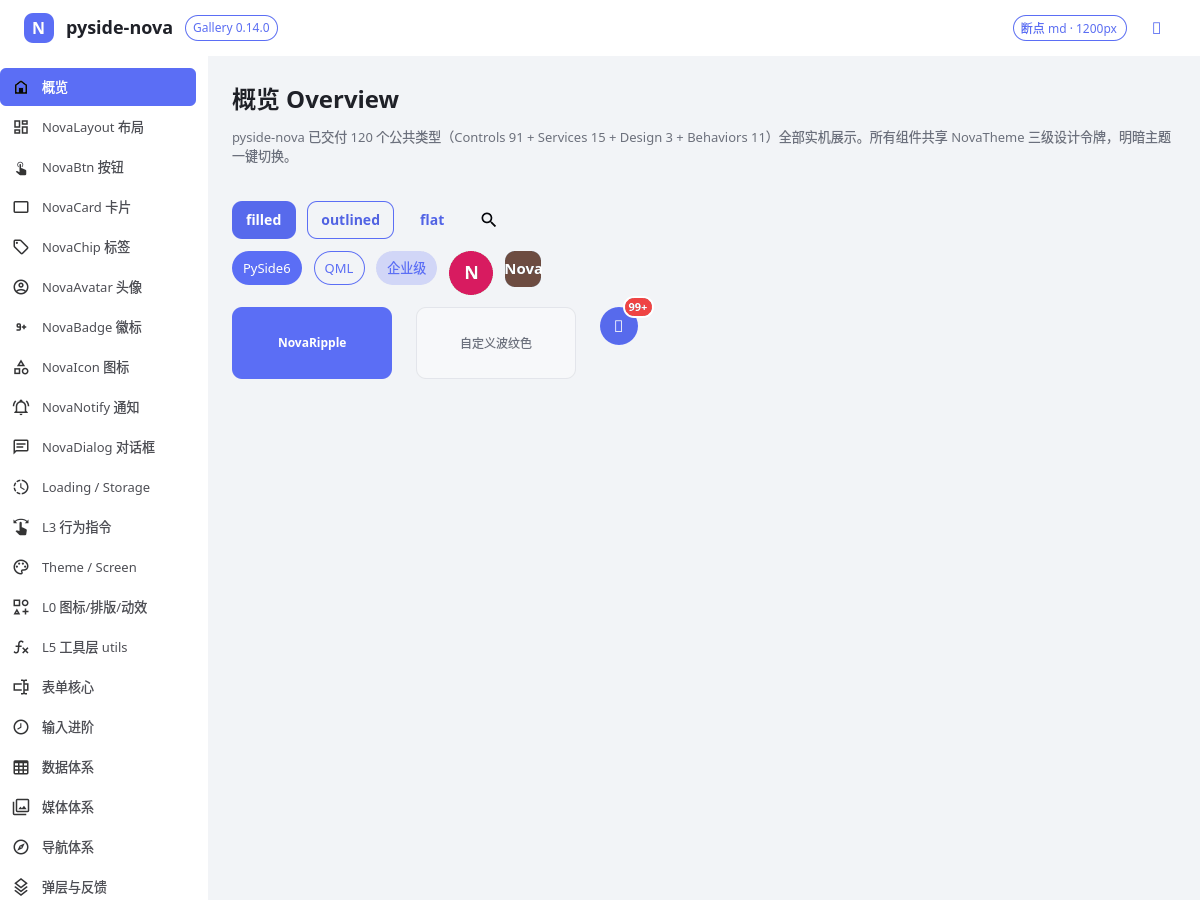 N pyside-nova Gallery 0.14.0 断点 md · 1200px
概览
NovaLayout 布局
NovaBtn 按钮
NovaCard 卡片
NovaChip 标签
NovaAvatar 头像
9+ NovaBadge 徽标
NovaIcon 图标
NovaNotify 通知
NovaDialog 对话框
Loading / Storage
L3 行为指令
Theme / Screen
L0 图标/排版/动效
L5 工具层 utils
表单核心
输入进阶
数据体系
媒体体系
导航体系
弹层与反馈
概览 Overview
pyside-nova 已交付 120 个公共类型（Controls 91 + Services 15 + Design 3 + Behaviors 11）全部实机展示。所有组件共享 NovaTheme 三级设计令牌，明暗主题
一键切换。
filled outlined flat
PySide6 QML 企业级 N Nova
NovaRipple 自定义波纹色 99+